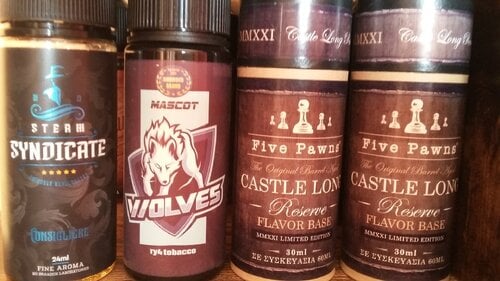 STEAM
SYNDICATE
Consigliere
24ml
FINE AROMA
MASCOT
WOLVES
ry4 tobacco
MMXXI
Castle Long
Five Pawns
The Original Barrel
CASTLE LONG
Reserve
FLAVOR BASE
MMXXI LIMITED EDITION
30ml
ΣΕ ΣΥΣΚΕΥΑΣΙΑ 60ML
MMXXI
Castle Long
Five Pawns
The Original Barrel
CASTLE LONG
Reserve
FLAVOR BASE
MMXXI LIMITED EDITION
30ml
ΣΕ ΣΥΣΚΕΥΑΣΙΑ 60ML